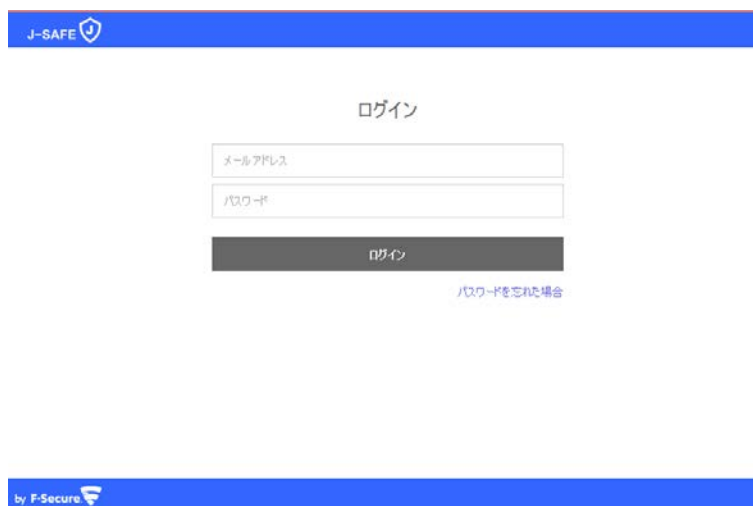 J-SAFE J
ログイン
メールアドレス
パスワード
ログイン
パスワードを忘れた場合
by F-Secure.